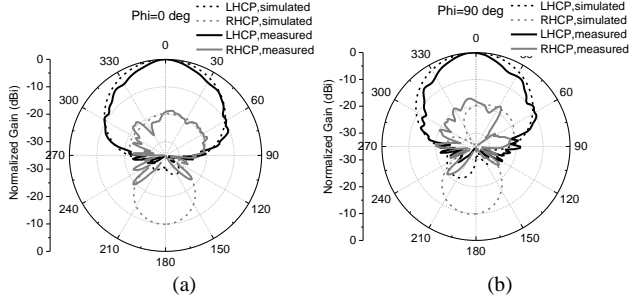 Phi=0 deg
LHCP,simulated
RHCP,simulated
LHCP,measured
RHCP,measured
Normalized Gain (dBi)
0
-10
-20
-30
-30
-20
-10
0
0
30
60
90
120
150
180
210
240
270
300
330
(a)
Phi=90 deg
LHCP,simulated
RHCP,simulated
LHCP,measured
RHCP,measured
Normalized Gain (dBi)
0
-10
-20
-30
-30
-20
-10
0
0
60
90
120
150
180
210
240
270
300
330
(b)